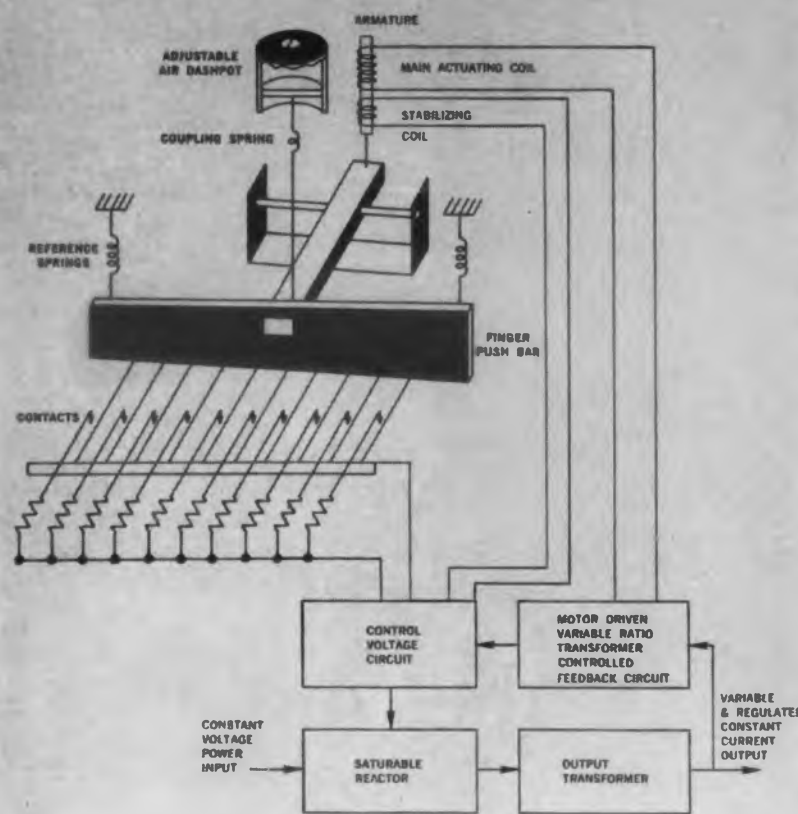 ARMATURE
ADJUSTABLE
AIR DASHPOT
MAIN ACTUATING COIL
STABILIZING
COIL
COUPLING SPRING
REFERENCE
SPRINGS
FINGER
PUSH BAR
CONTACTS
CONTROL
VOLTAGE
CIRCUIT
MOTOR DRIVEN
VARIABLE RATIO
TRANSFORMER
CONTROLLED
FEEDBACK CIRCUIT
VARIABLE
& REGULATED
CONSTANT
CURRENT
OUTPUT
CONSTANT
VOLTAGE
POWER
INPUT
SATURABLE
REACTOR
OUTPUT
TRANSFORMER